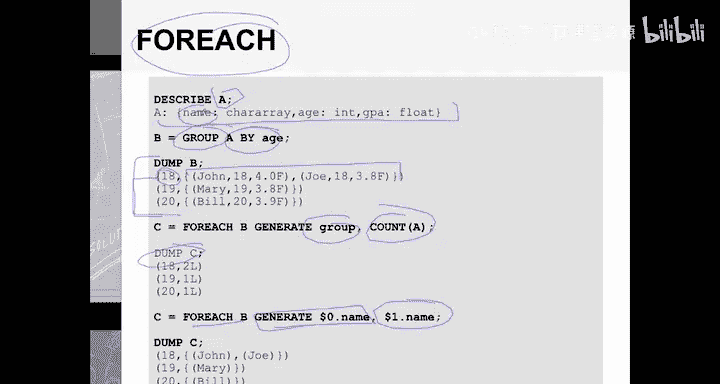 bilibili
FOREACH
DESCRIBE A;
A: {name: chararray,age: int,gpa: float}
B = GROUP A BY age;
DUMP B;
(18,{(John,18,4.0F),(Joe,18,3.8F)})
(19,{(Mary,19,3.8F)})
(20,{(Bill,20,3.9F)})
C = FOREACH B GENERATE group, COUNT(A);
DUMP C;
(18,2L)
(19,1L)
(20,1L)
C = FOREACH B GENERATE $0.name, $1.name;
DUMP C;
(18,{(John),(Joe)})
(19,{(Mary)})
(20,{(Bill)})